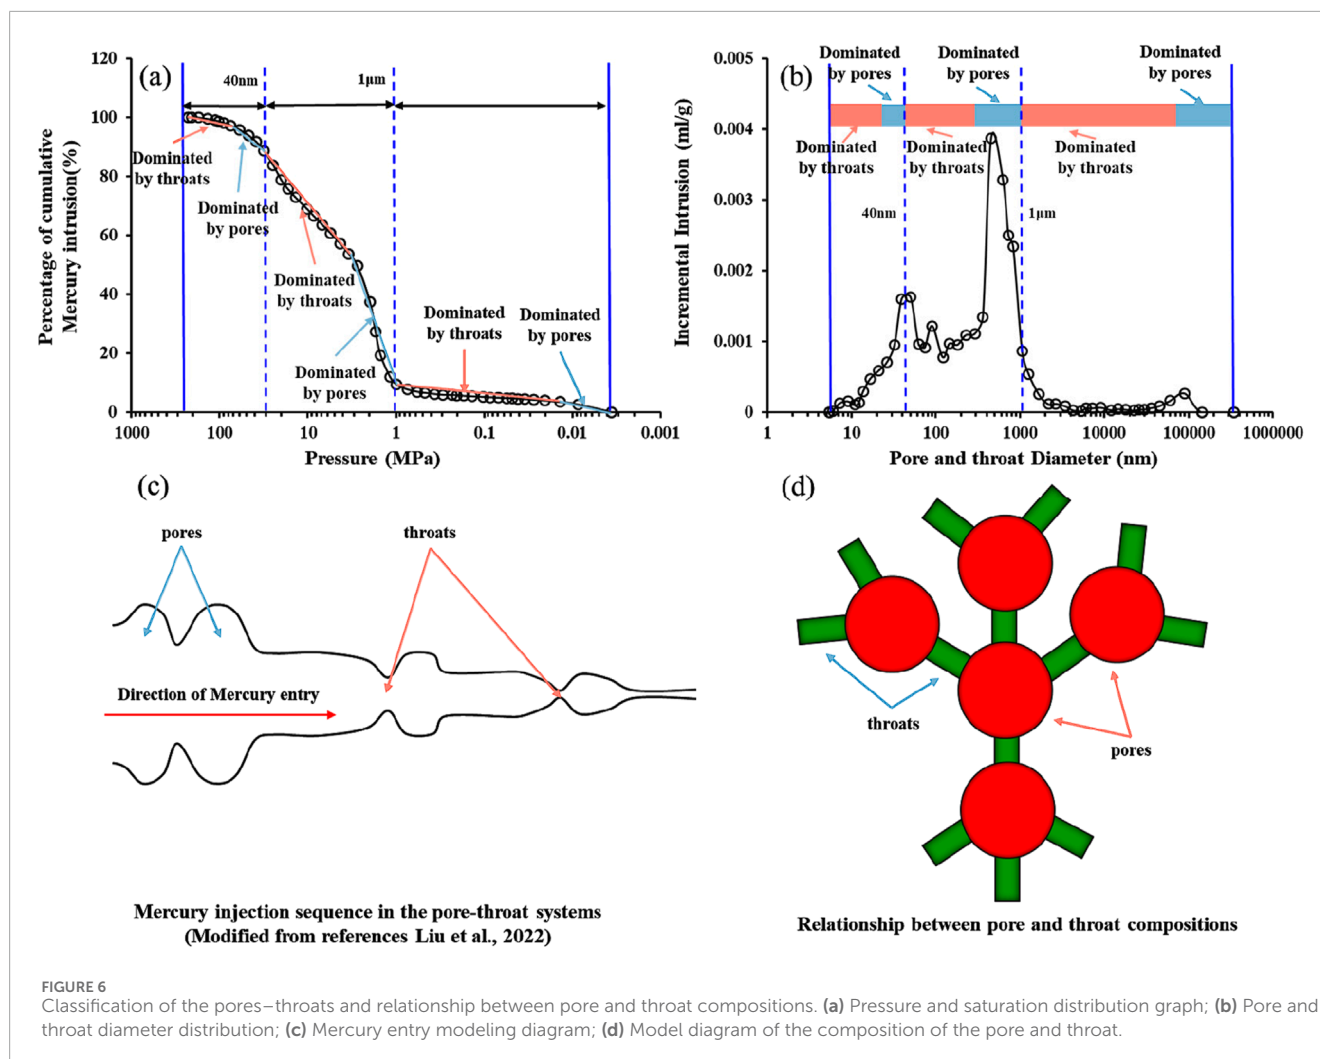 (a)
120
100
80
60
40
20
0
Percentage of cumulative
Mercury intrusion(%)
40nm
1μm
Dominated
by throats
Dominated
by pores
Dominated
by throats
Dominated
by pores
Dominated
by throats
Dominated
by pores
1000 100 10 1 0.1 0.01 0.001
Pressure (MPa)
(b)
0.005
0.004
0.003
0.002
0.001
0
Incremental Intrusion (ml/g)
Dominated
by pores
Dominated
by pores
Dominated
by pores
Dominated
by throats
Dominated
by throats
Dominated
by throats
40nm
1μm
1 10 100 1000 10000 100000 1000000
Pore and throat Diameter (nm)
(c)
pores
throats
Direction of Mercury entry
Mercury injection sequence in the pore-throat systems
(Modified from references Liu et al., 2022)
(d)
throats
pores
Relationship between pore and throat compositions
FIGURE 6
Classification of the pores–throats and relationship between pore and throat compositions. (a) Pressure and saturation distribution graph; (b) Pore and
throat diameter distribution; (c) Mercury entry modeling diagram; (d) Model diagram of the composition of the pore and throat.